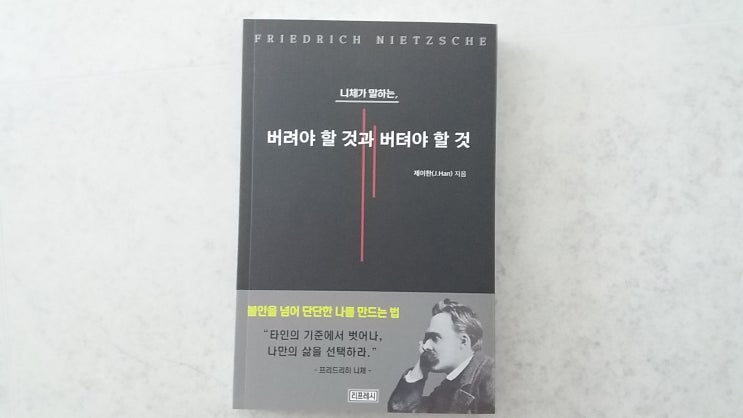 FRIEDRICH NIETZSCHE
니체가 말하는,
버려야 할 것과 버텨야 할 것
제이한(J.Han) 지음
불안을 넘어 단단한 나를 만드는 법
“타인의 기준에서 벗어나,
나만의 삶을 선택하라.”
- 프리드리히 니체 -
리프레시